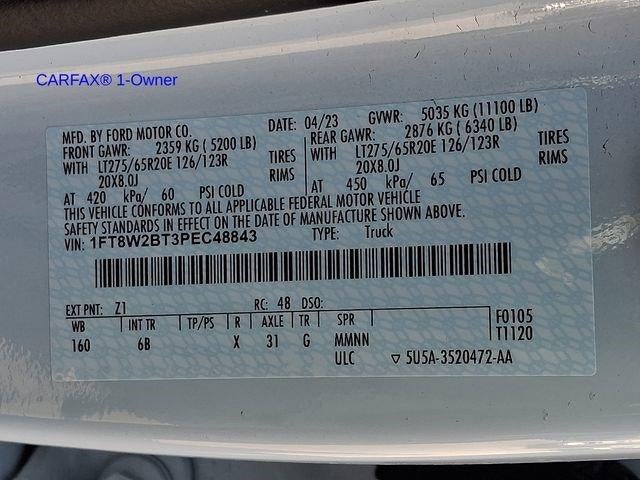 CARFAX® 1-Owner
MFD. BY FORD MOTOR CO. DATE: 04/23 GVWR: 5035 KG (11100 LB)
FRONT GAWR: 2359 KG (5200 LB) REAR GAWR: 2876 KG (6340 LB)
WITH LT275/65R20E 126/123R TIRES WITH LT275/65R20E 126/123R TIRES
20X8.0J RIMS 20X8.0J RIMS
AT 420 kPa/ 60 PSI COLD AT 450 kPa/ 65 PSI COLD
THIS VEHICLE CONFORMS TO ALL APPLICABLE FEDERAL MOTOR VEHICLE
SAFETY STANDARDS IN EFFECT ON THE DATE OF MANUFACTURE SHOWN ABOVE.
VIN: 1FT8W2BT3PEC48843 TYPE: Truck
EXT PNT: Z1 RC: 48 DSO:
WB INT TR TP/PS R AXLE TR SPR F0105
160 6B X 31 G MMNN T1120
ULC ▽ 5U5A-3520472-AA